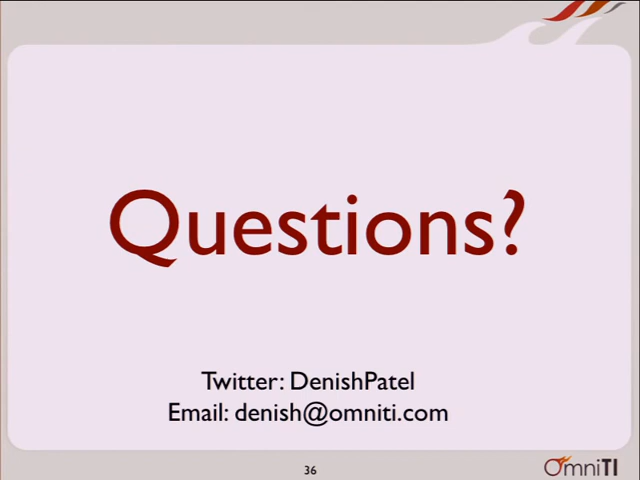 Questions?
Twitter: DenishPatel
Email: denish@omniti.com
36
OmniTI